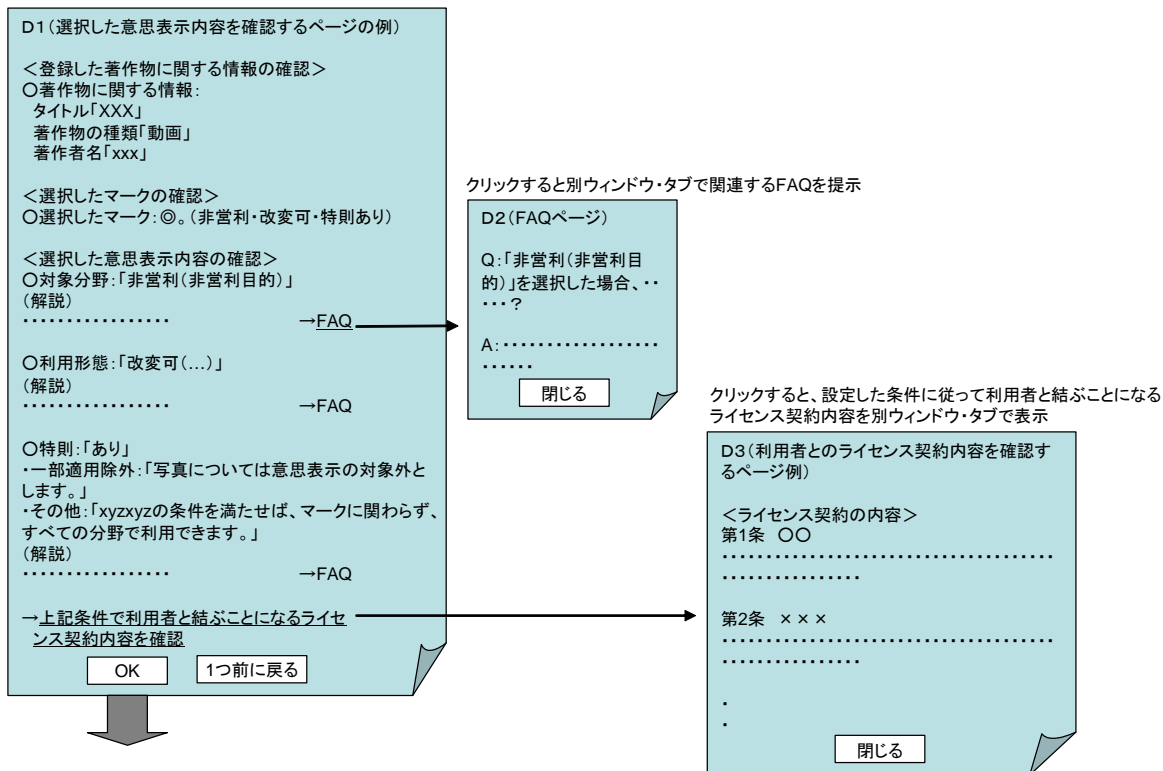 D1(選択した意思表示内容を確認するページの例)
<登録した著作物に関する情報の確認>
○著作物に関する情報:
タイトル「XXX」
著作物の種類「動画」
著作者名「xxx」
<選択したマークの確認>
○選択したマーク:◎。(非営利・改変可・特則あり)
<選択した意思表示内容の確認>
○対象分野:「非営利(非営利目的)」
(解説)
・・・・・・・・・・・・・・・・・ →FAQ
○利用形態:「改変可(...)」
(解説)
・・・・・・・・・・・・・・・・・ →FAQ
○特則:「あり」
・一部適用除外:「写真については意思表示の対象外と
します。」
・その他:「xyzxyzの条件を満たせば、マークに関わらず、
すべての分野で利用できます。」
(解説)
・・・・・・・・・・・・・・・・・ →FAQ
→上記条件で利用者と結ぶことになるライセ
ンス契約内容を確認
OK 1つ前に戻る
クリックすると別ウィンドウ・タブで関連するFAQを提示
D2(FAQページ)
Q:「非営利(非営利目
的)」を選択した場合、・・
・・・?
A:・・・・・・・・・・・・・・・・・・
・・・・・・
閉じる
クリックすると、設定した条件に従って利用者と結ぶことになる
ライセンス契約内容を別ウィンドウ・タブで表示
D3(利用者とのライセンス契約内容を確認す
るページ例)
<ライセンス契約の内容>
第1条 ○○
・・・・・・・・・・・・・・・・・・・・・・・・・・・・・・・・・・・・・・
・・・・・・・・・・・・・・・・
第2条 ×××
・・・・・・・・・・・・・・・・・・・・・・・・・・・・・・・・・・・・・・
・・・・・・・・・・・・・・・・
・
・
閉じる